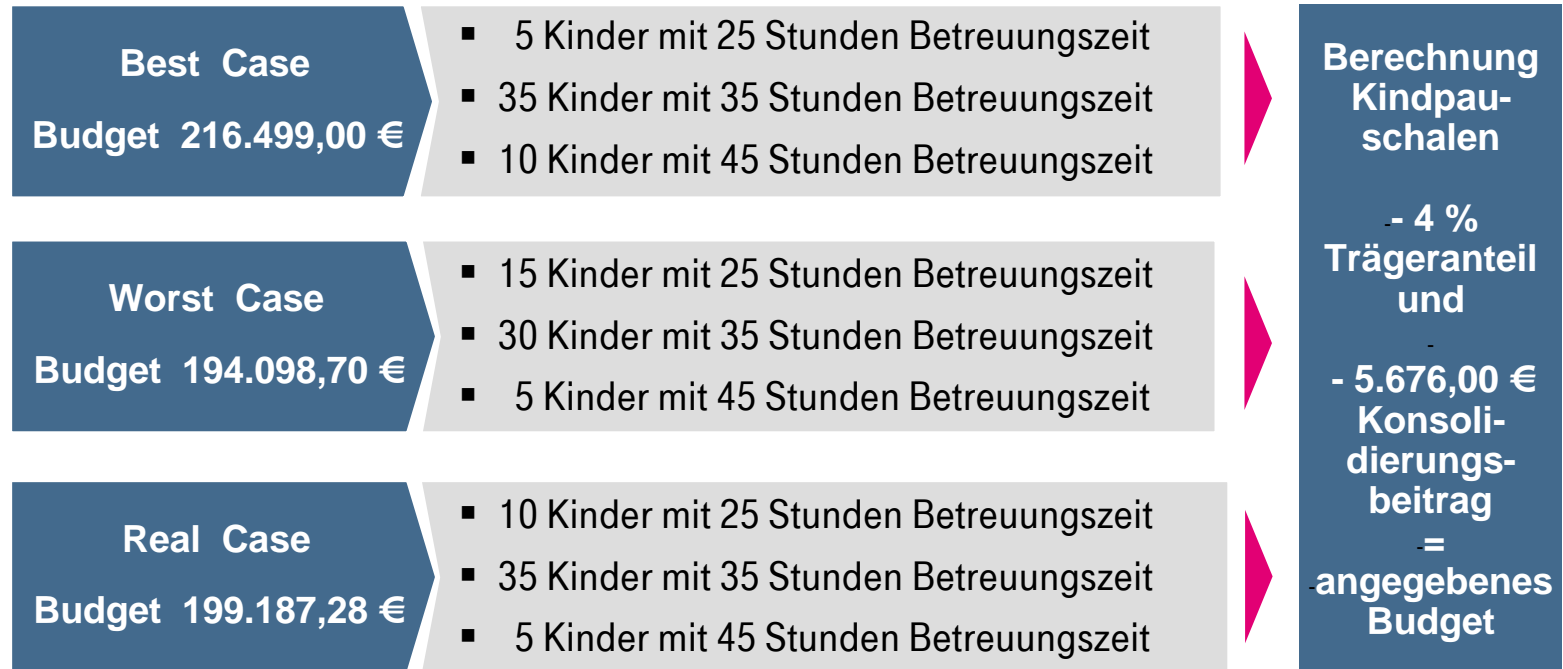 Best Case
Budget 216.499,00 €
▪ 5 Kinder mit 25 Stunden Betreuungszeit
▪ 35 Kinder mit 35 Stunden Betreuungszeit
▪ 10 Kinder mit 45 Stunden Betreuungszeit
Worst Case
Budget 194.098,70 €
▪ 15 Kinder mit 25 Stunden Betreuungszeit
▪ 30 Kinder mit 35 Stunden Betreuungszeit
▪ 5 Kinder mit 45 Stunden Betreuungszeit
Real Case
Budget 199.187,28 €
▪ 10 Kinder mit 25 Stunden Betreuungszeit
▪ 35 Kinder mit 35 Stunden Betreuungszeit
▪ 5 Kinder mit 45 Stunden Betreuungszeit
Berechnung
Kindpau-
schalen
-- 4 %
Trägeranteil
und
-
- 5.676,00 €
Konsoli-
dierungs-
beitrag
-=
-angegebenes
Budget